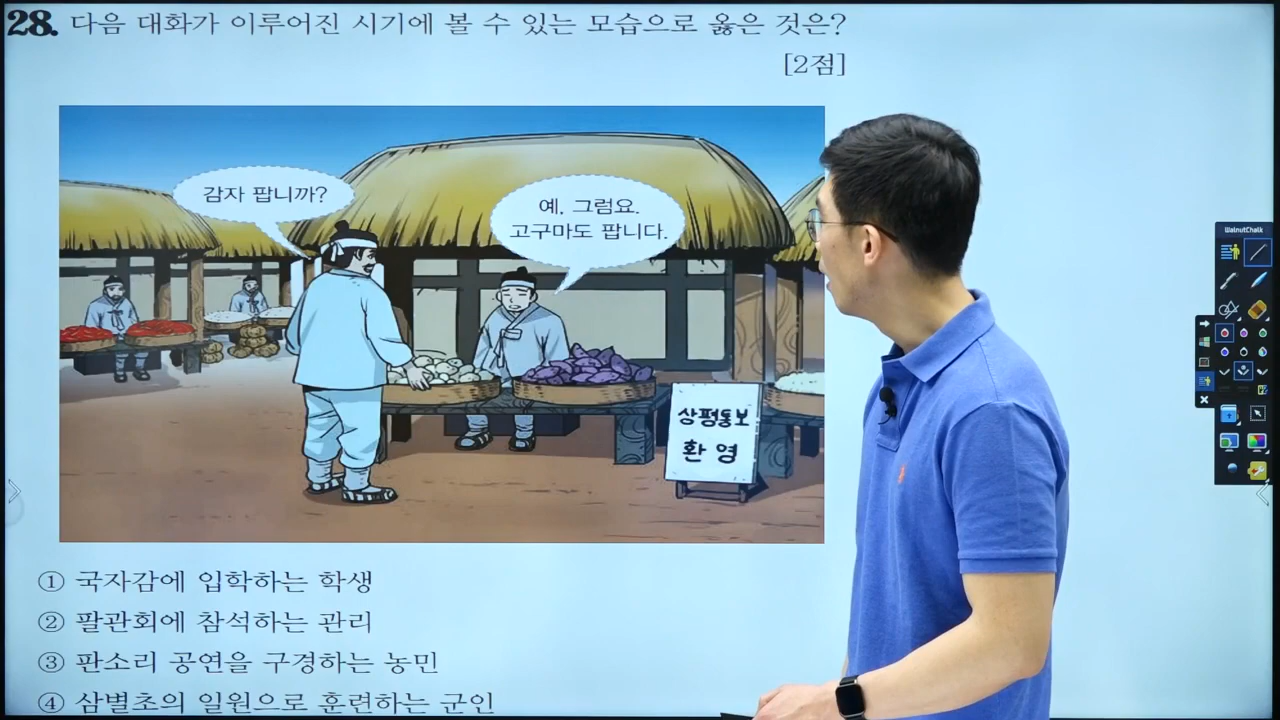 28. 다음 대화가 이루어진 시기에 볼 수 있는 모습으로 옳은 것은?
[2점]
감자 팝니까?
예, 그럼요.
고구마도 팝니다.
상평통보
환영
① 국자감에 입학하는 학생
② 팔관회에 참석하는 관리
③ 판소리 공연을 구경하는 농민
④ 삼별초의 일원으로 훈련하는 군인
WalnutChalk